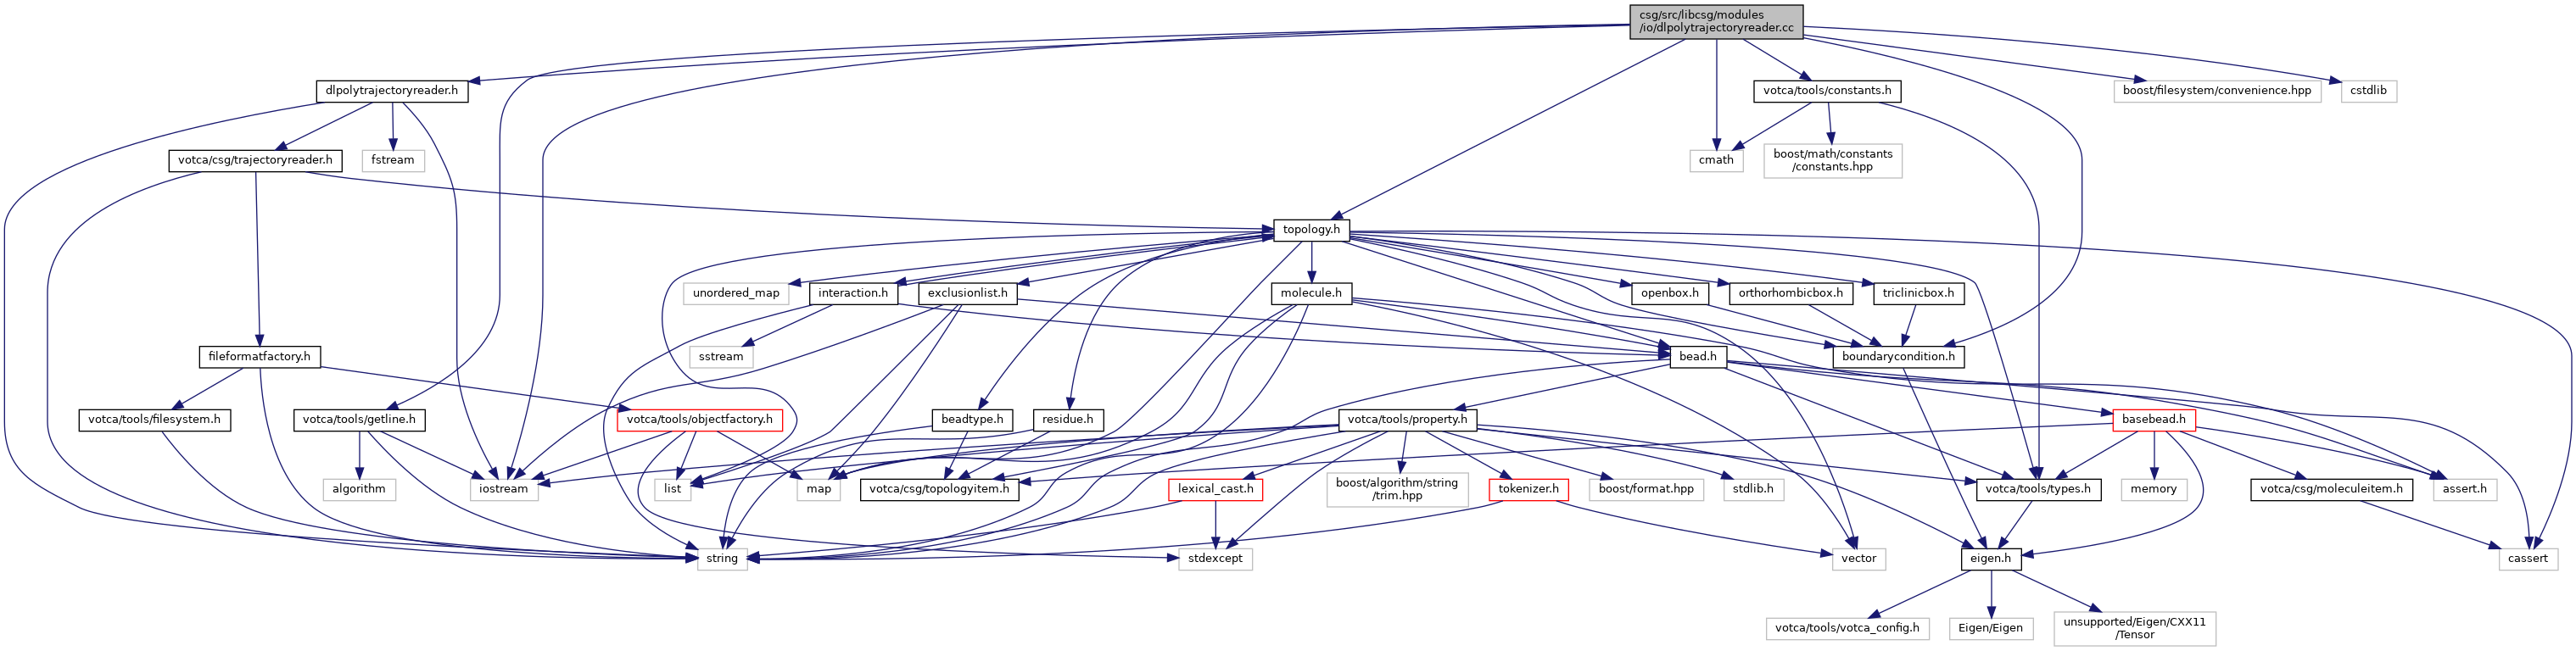 csg/src/libcsg/modules
/io/dlpolytrajectoryreader.cc
dlpolytrajectoryreader.h
votca/tools/constants.h
boost/filesystem/convenience.hpp
cstdlib
votca/csg/trajectoryreader.h
fstream
cmath
boost/math/constants
/constants.hpp
topology.h
unordered_map
interaction.h
exclusionlist.h
molecule.h
openbox.h
orthorhombicbox.h
triclinicbox.h
fileformatfactory.h
sstream
bead.h
boundarycondition.h
votca/tools/filesystem.h
votca/tools/getline.h
votca/tools/objectfactory.h
beadtype.h
residue.h
votca/tools/property.h
basebead.h
algorithm
iostream
list
map
votca/csg/topologyitem.h
lexical_cast.h
boost/algorithm/string
/trim.hpp
tokenizer.h
boost/format.hpp
stdlib.h
votca/tools/types.h
memory
votca/csg/moleculeitem.h
assert.h
string
stdexcept
vector
eigen.h
cassert
votca/tools/votca_config.h
Eigen/Eigen
unsupported/Eigen/CXX11
/Tensor